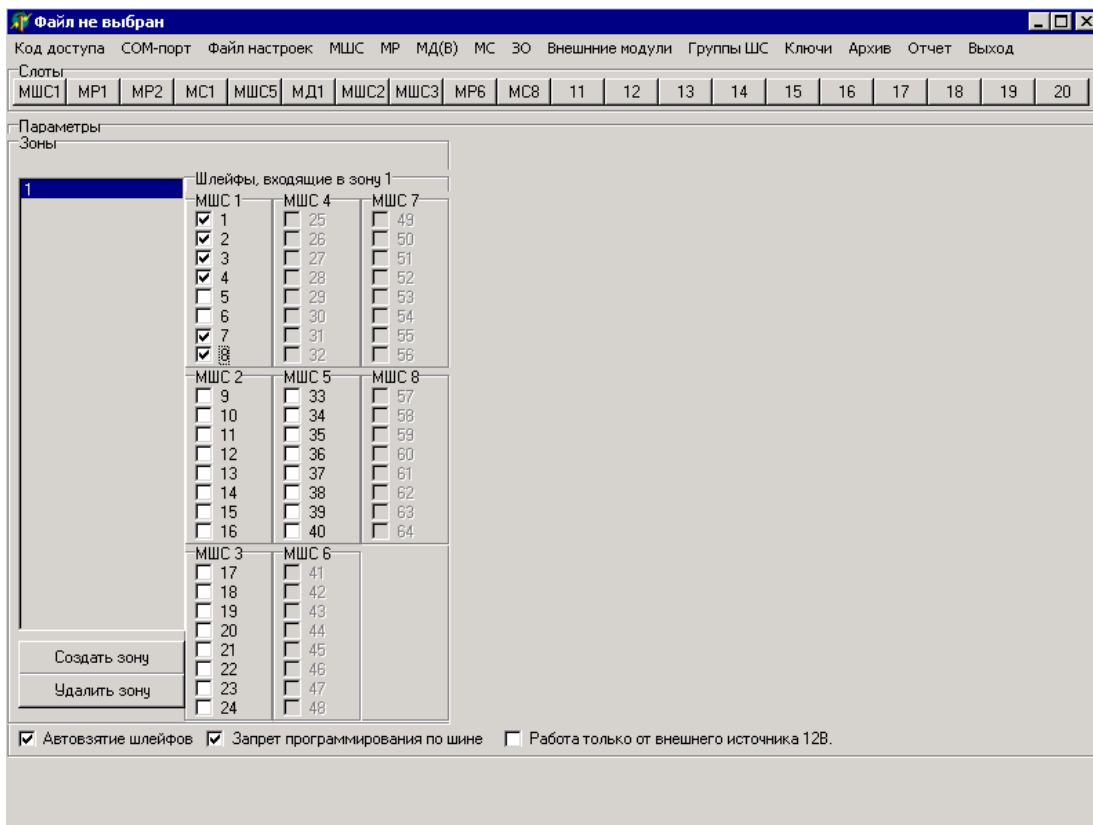 Файл не выбран
Код доступа COM-порт Файл настроек МШС МР МД(В) МС ЗО Внешнние модули Группы ШС Ключи Архив Отчет Выход
Слоты
МШС1 МР1 МР2 МС1 МШС5 МД1 МШС2 МШС3 МР6 МС8 11 12 13 14 15 16 17 18 19 20
Параметры
Зоны
1
Шлейфы, входящие в зону 1
МШС 1 МШС 4 МШС 7
1 25 49
2 26 50
3 27 51
4 28 52
5 29 53
6 30 54
7 31 55
8 32 56
МШС 2 МШС 5 МШС 8
9 33 57
10 34 58
11 35 59
12 36 60
13 37 61
14 38 62
15 39 63
16 40 64
МШС 3 МШС 6
17 41
18 42
19 43
20 44
21 45
22 46
23 47
24 48
Создать зону
Удалить зону
Автовзятие шлейфов Запрет программирования по шине Работа только от внешнего источника 12В.